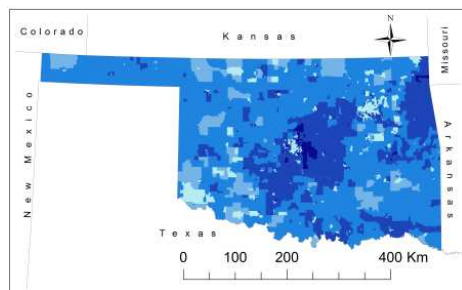 N
Colorado
Kansas
Missouri
New Mexico
Arkansas
Texas
0 100 200 400 Km